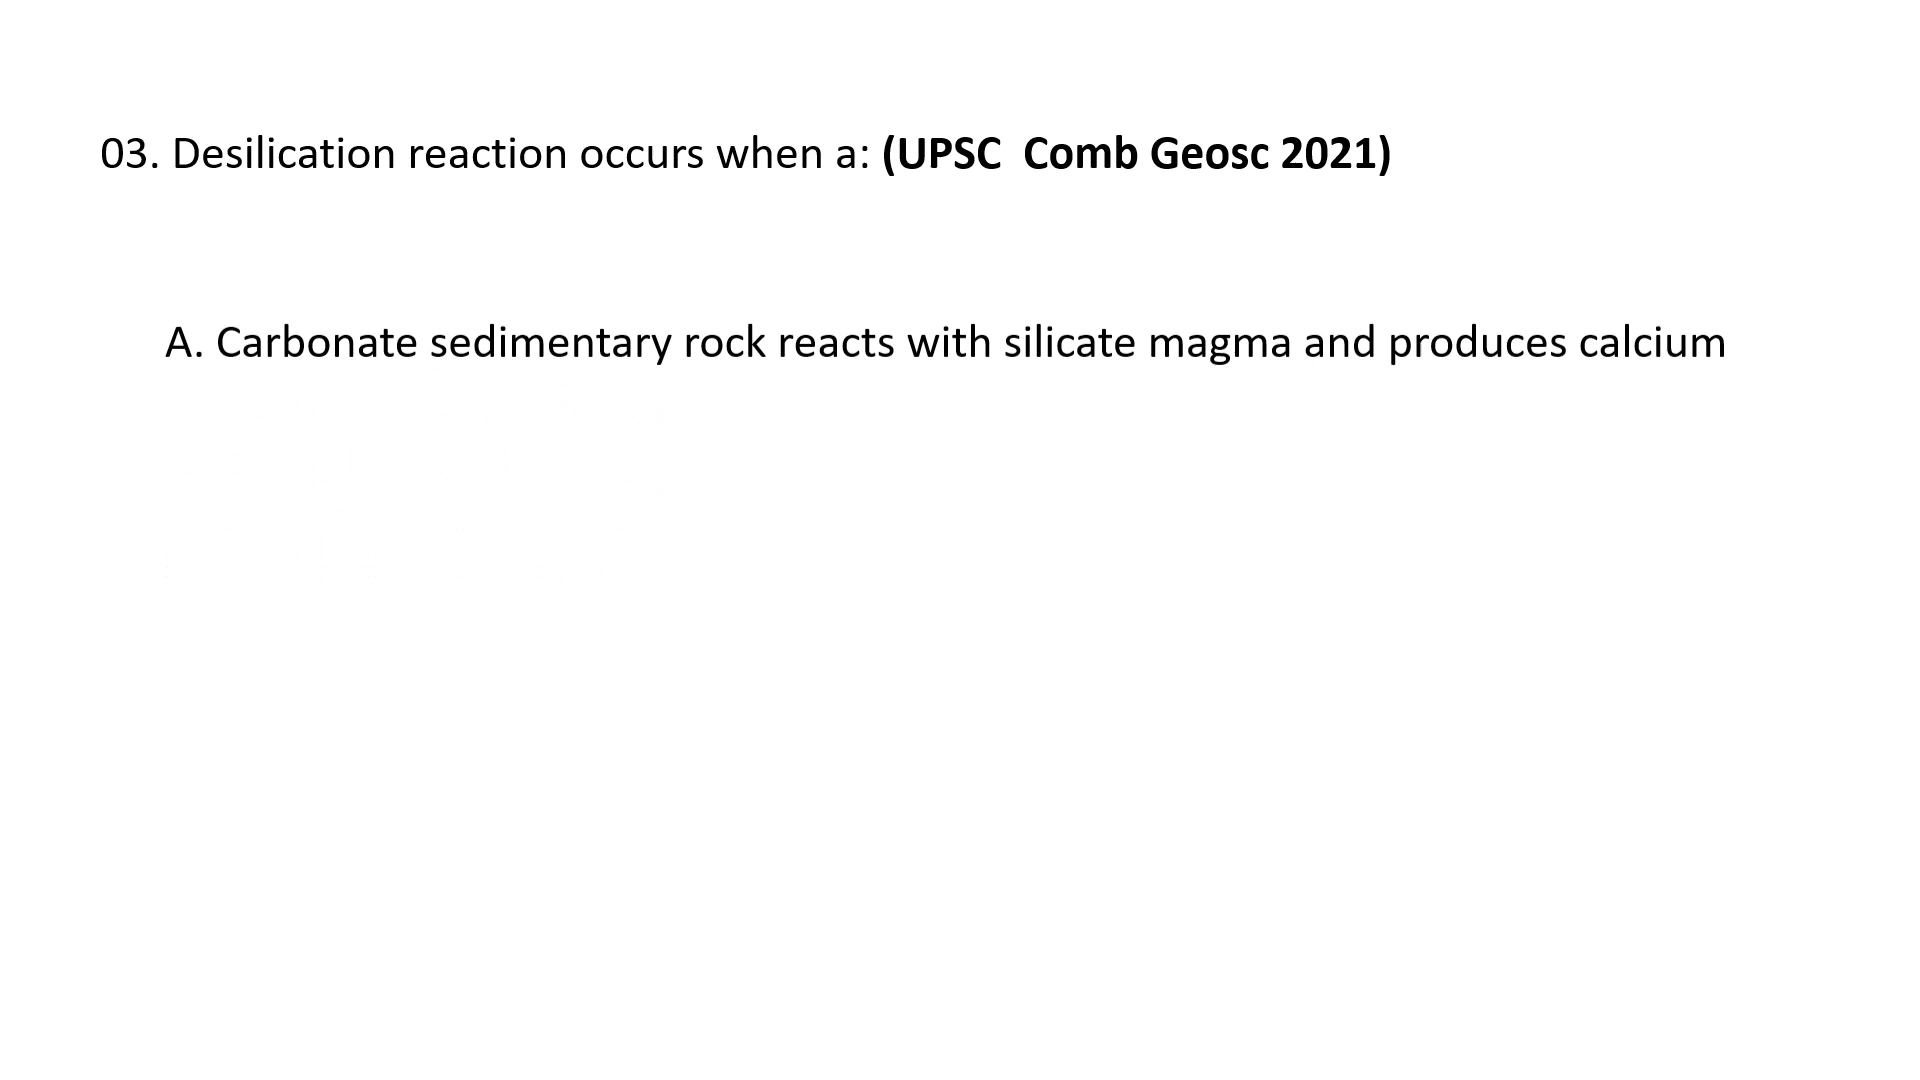 03. Desilication reaction occurs when a: (UPSC  Comb Geosc 2021)
A. Carbonate sedimentary rock reacts with silicate magma and produces calcium